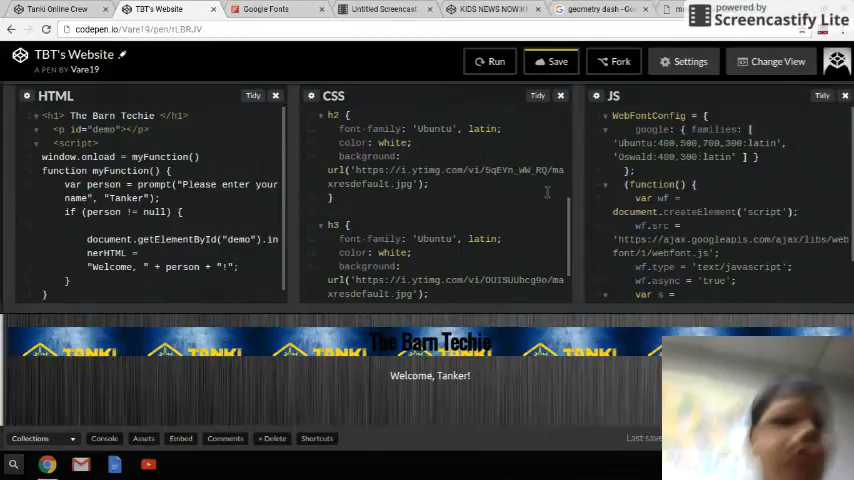 Tanki Online Crew
TBT's Website
Google Fonts
Untitled Screencast
KIDS NEWS NOW!
geometry dash - Go
powered by
Screencastify Lite
codepen.io/Vare19/pen/rLBRJV
TBT's Website
A PEN BY Vare19
Run
Save
Fork
Settings
Change View
HTML
Tidy
<h1> The Barn Techie </h1>
<p id="demo"></p>
<script>
window.onload = myFunction()
function myFunction() {
var person = prompt("Please enter your
name", "Tanker");
if (person != null) {
document.getElementById("demo").in
nerHTML =
"Welcome, " + person + "!";
}
}
CSS
Tidy
h2 {
font-family: 'Ubuntu', latin;
color: white;
background:
url('https://i.ytimg.com/vi/5qEYn_WW_RQ/ma
xresdefault.jpg');
}
h3 {
font-family: 'Ubuntu', latin;
color: white;
background:
url('https://i.ytimg.com/vi/OUISUUbcg9o/ma
xresdefault.jpg');
JS
Tidy
WebFontConfig = {
google: { families: [
'Ubuntu:400,500,700,300:latin',
'Oswald:400,300:latin' ] }
};
(function() {
var wf =
document.createElement('script');
wf.src =
'https://ajax.googleapis.com/ajax/libs/web
font/1/webfont.js';
wf.type = 'text/javascript';
wf.async = 'true';
var s =
TANKI TANKI TANKI TANKI
The Barn Techie
Welcome, Tanker!
Collections
Console
Assets
Embed
Comments
× Delete
Shortcuts
Last save